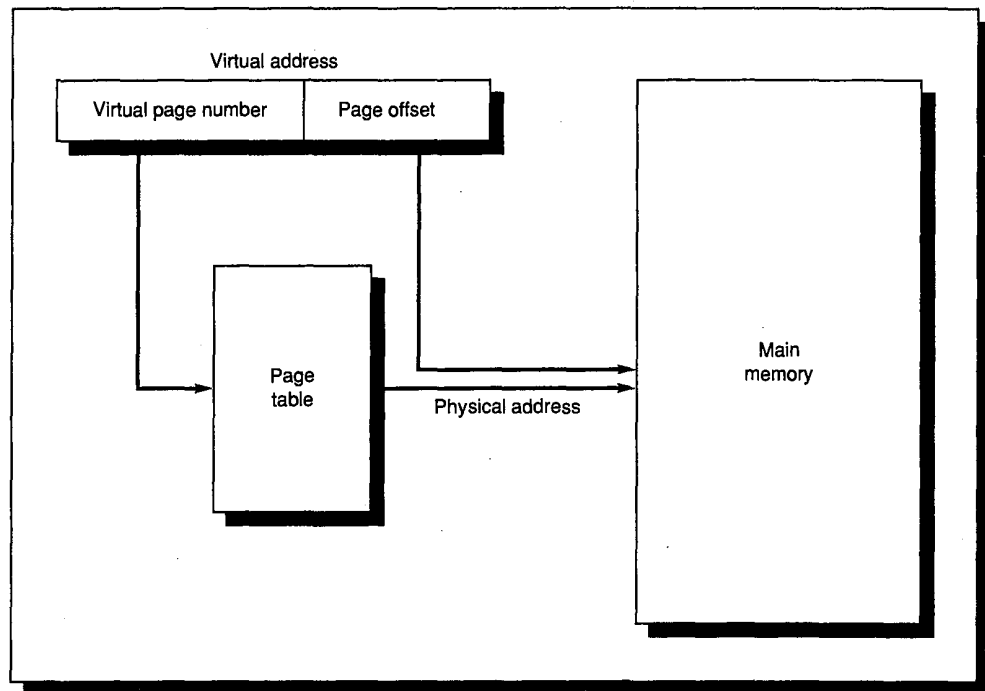 Virtual address
Virtual page number
Page offset
Page
table
Physical address
Main
memory